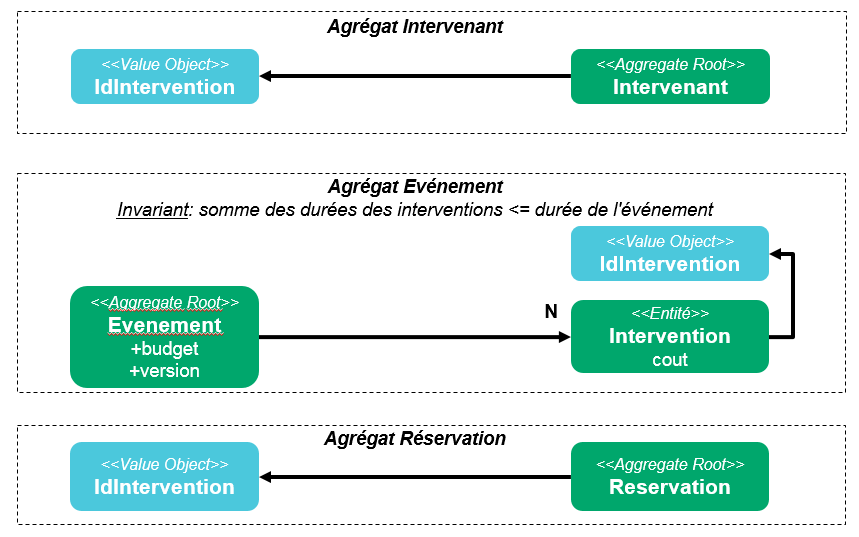 Agrégat Intervenant
<<Value Object>>
IdIntervention
<<Aggregate Root>>
Intervenant
Agrégat Evénement
Invariant: somme des durées des interventions <= durée de l'événement
<<Value Object>>
IdIntervention
<<Aggregate Root>>
Evenement
+budget
+version
N
<<Entité>>
Intervention
cout
Agrégat Réservation
<<Value Object>>
IdIntervention
<<Aggregate Root>>
Reservation